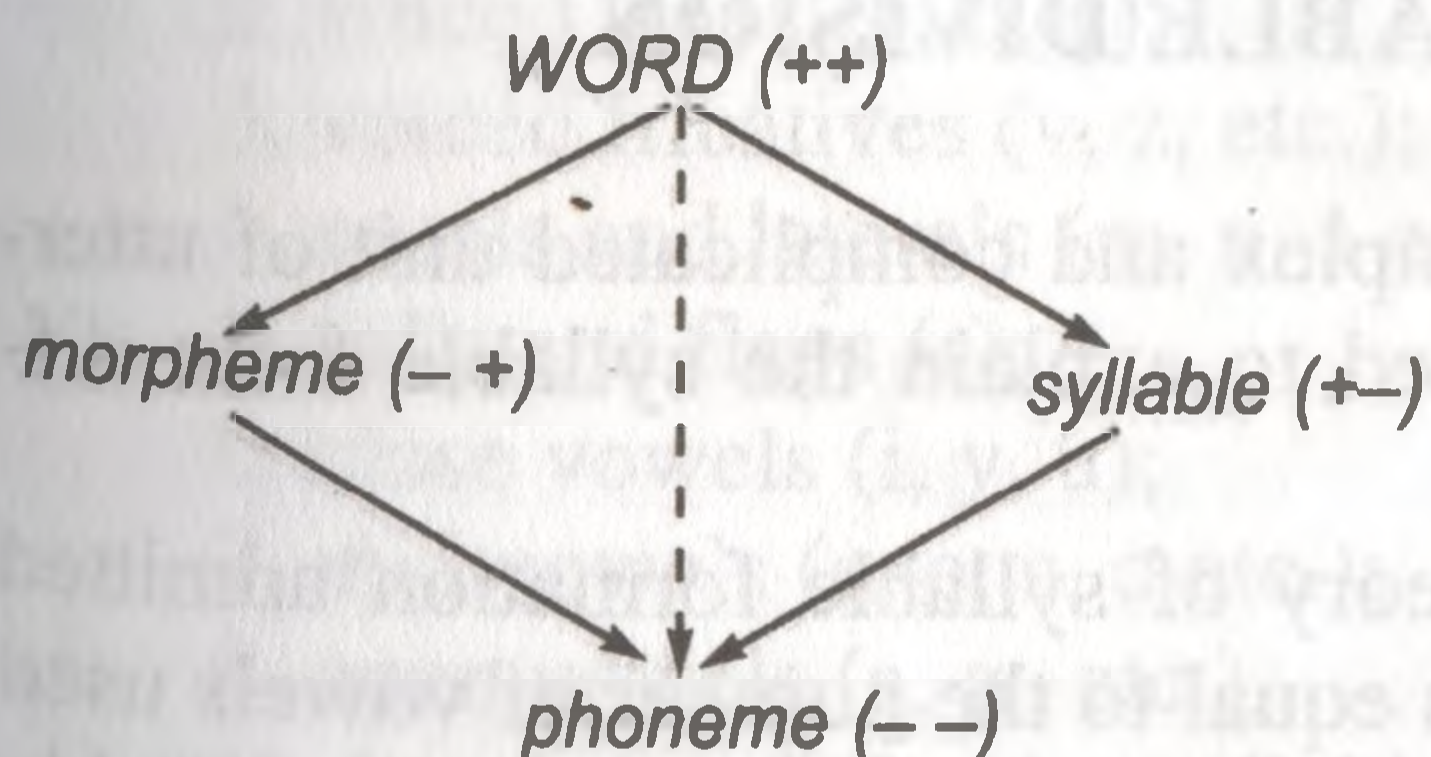 WORD (++)
morpheme (– +)
syllable (+–)
phoneme (– –)